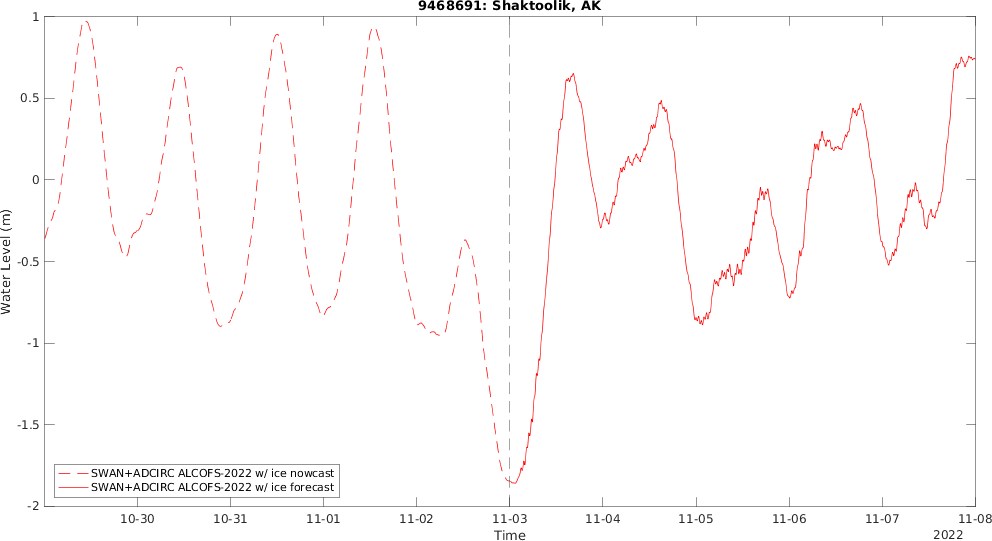 9468691: Shaktoolik, AK
1
0.5
0
-0.5
-1
-1.5
-2
Water Level (m)
SWAN+ADCIRC ALCOFS-2022 w/ ice nowcast
SWAN+ADCIRC ALCOFS-2022 w/ ice forecast
10-30 10-31 11-01 11-02 11-03 11-04 11-05 11-06 11-07 11-08
Time
2022